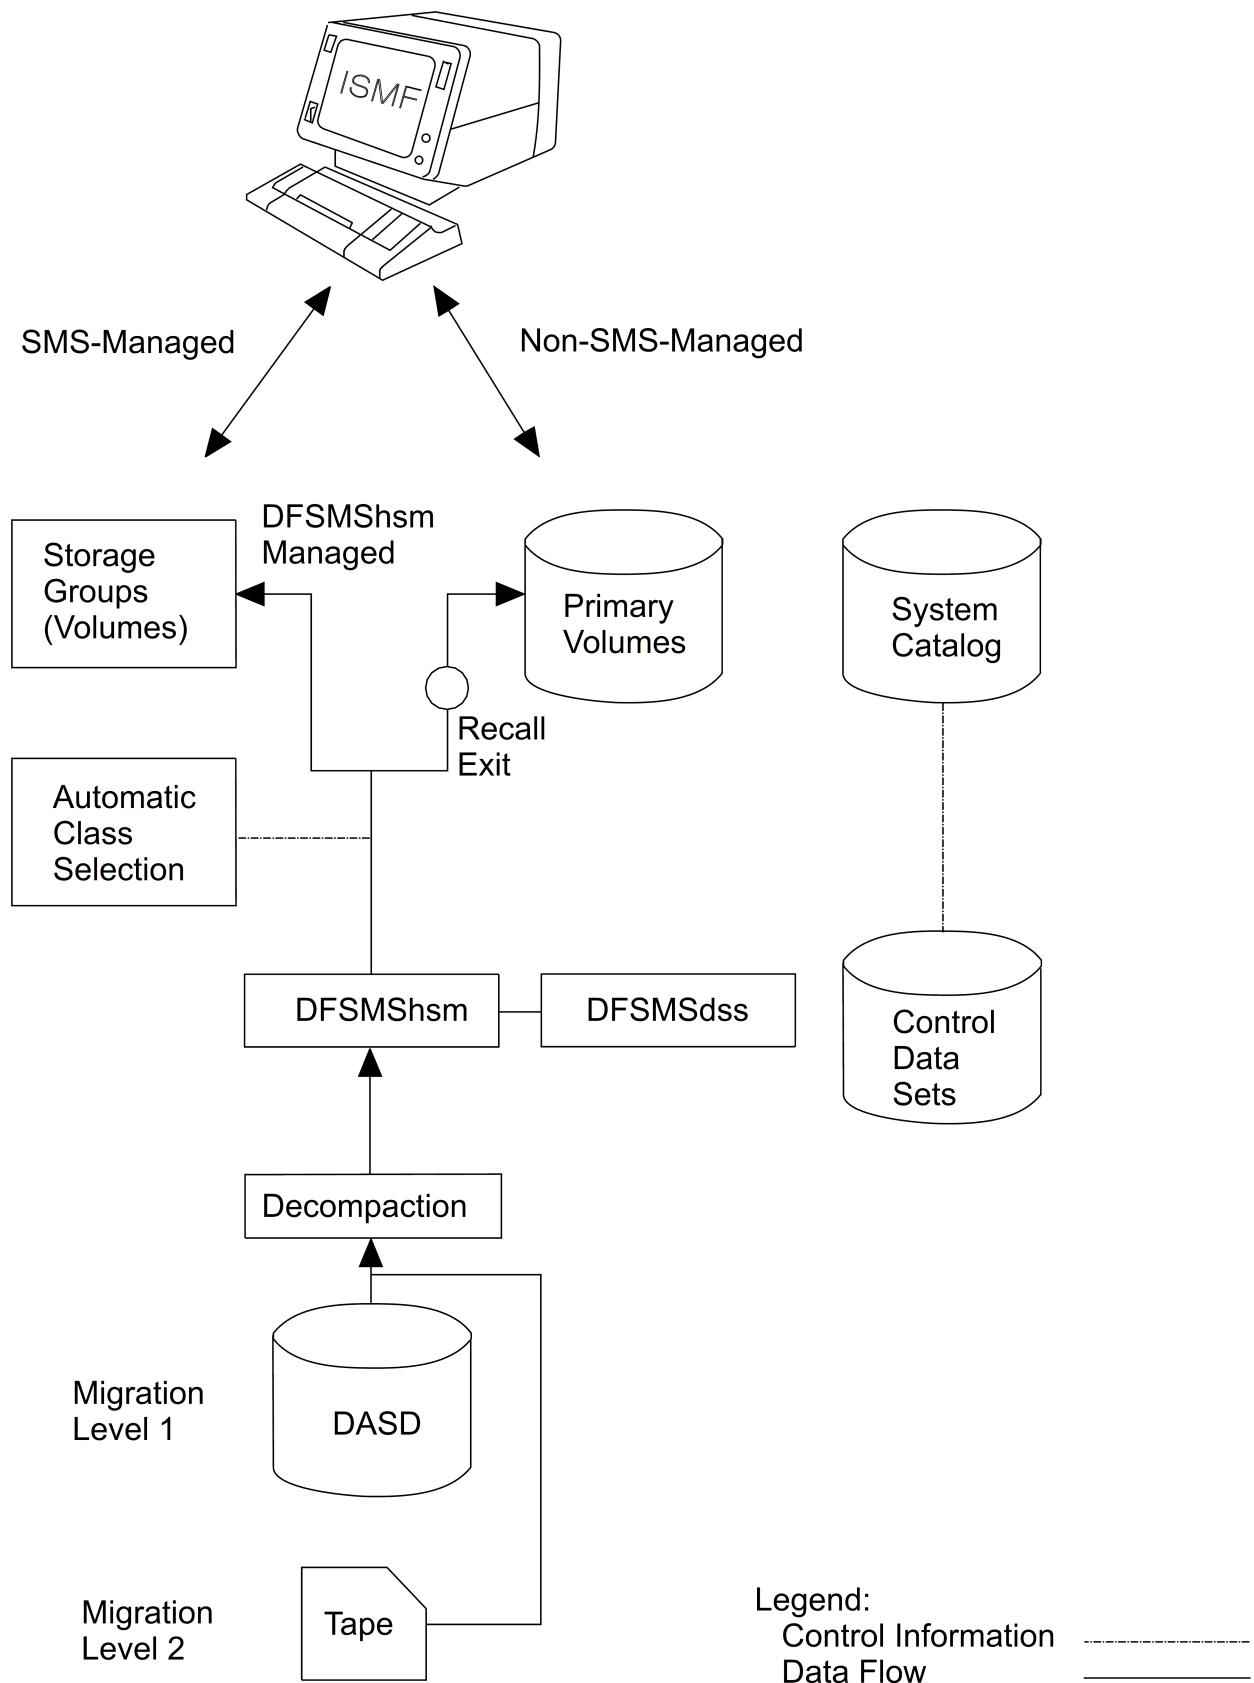 ISMF
SMS-Managed
Non-SMS-Managed
DFSMShsm
Managed
Storage
Groups
(Volumes)
Primary
Volumes
System
Catalog
Recall
Exit
Automatic
Class
Selection
DFSMShsm
DFSMSdss
Control
Data
Sets
Decompaction
Migration
Level 1
DASD
Migration
Level 2
Tape
Legend:
Control Information
Data Flow